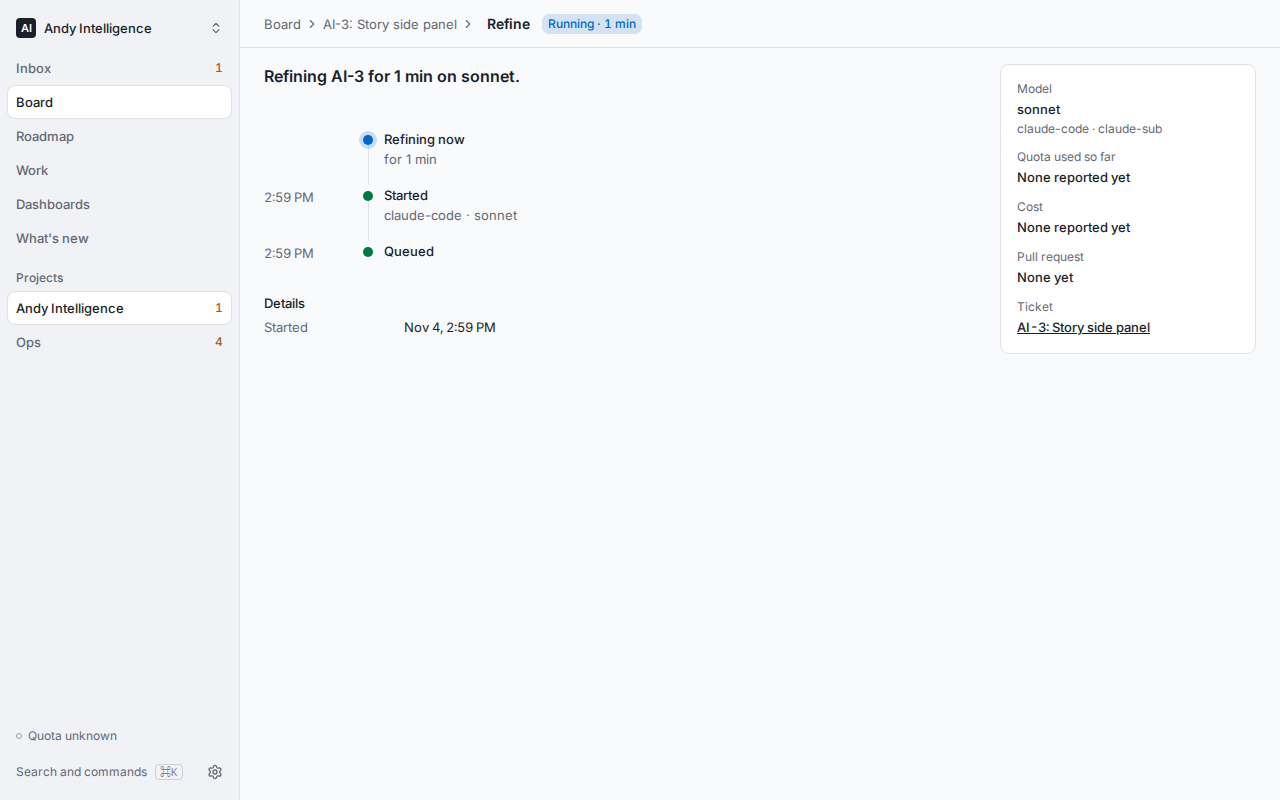 AI Andy Intelligence
Inbox 1
Board
Roadmap
Work
Dashboards
What's new
Projects
Andy Intelligence 1
Ops 4
Quota unknown
Search and commands ⌘K
Board > AI-3: Story side panel > Refine Running · 1 min
Refining AI-3 for 1 min on sonnet.
Refining now
for 1 min
2:59 PM Started
claude-code · sonnet
2:59 PM Queued
Details
Started Nov 4, 2:59 PM
Model
sonnet
claude-code · claude-sub
Quota used so far
None reported yet
Cost
None reported yet
Pull request
None yet
Ticket
AI-3: Story side panel